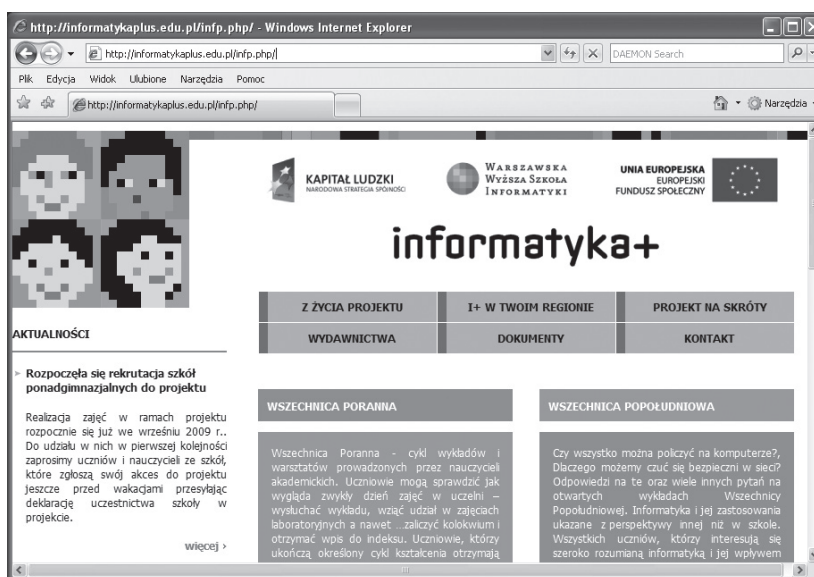 http://informatykaplus.edu.pl/infp.php/ - Windows Internet Explorer
http://informatykaplus.edu.pl/infp.php/
DAEMON Search
Plik Edycja Widok Ulubione Narzędzia Pomoc
http://informatykaplus.edu.pl/infp.php/
Narzędzia
KAPITAŁ LUDZKI
NARODOWA STRATEGIA SPÓJNOŚCI
WARSZAWSKA
WYŻSZA SZKOŁA
INFORMATYKI
UNIA EUROPEJSKA
EUROPEJSKI
FUNDUSZ SPOŁECZNY
informatyka+
Z ŻYCIA PROJEKTU
I+ W TWOIM REGIONIE
PROJEKT NA SKRÓTY
WYDAWNICTWA
DOKUMENTY
KONTAKT
AKTUALNOŚCI
Rozpoczęła się rekrutacja szkół
ponadgimnazjalnych do projektu
Realizacja zajęć w ramach projektu
rozpocznie się już we wrześniu 2009 r..
Do udziału w nich w pierwszej kolejności
zaprosimy uczniów i nauczycieli ze szkół,
które zgłoszą swój akces do projektu
jeszcze przed wakacjami przesyłając
deklarację uczestnictwa szkoły w
projekcie.
więcej ›
WSZECHNICA PORANNA
Wszechnica Poranna - cykl wykładów i
warsztatów prowadzonych przez nauczycieli
akademickich. Uczniowie mogą sprawdzić jak
wygląda zwykły dzień zajęć w uczelni –
wysłuchać wykładu, wziąć udział w zajęciach
laboratoryjnych a nawet ...zaliczyć kolokwium i
otrzymać wpis do indeksu. Uczniowie, którzy
ukończą określony cykl kształcenia otrzymają
WSZECHNICA POPOŁUDNIOWA
Czy wszystko można policzyć na komputerze?,
Dlaczego możemy czuć się bezpieczni w sieci?
Odpowiedzi na te oraz wiele innych pytań na
otwartych wykładach Wszechnicy
Popołudniowej. Informatyka i jej zastosowania
ukazane z perspektywy innej niż w szkole.
Wszystkich uczniów, którzy interesują się
szeroko rozumianą informatyką i jej wpływem